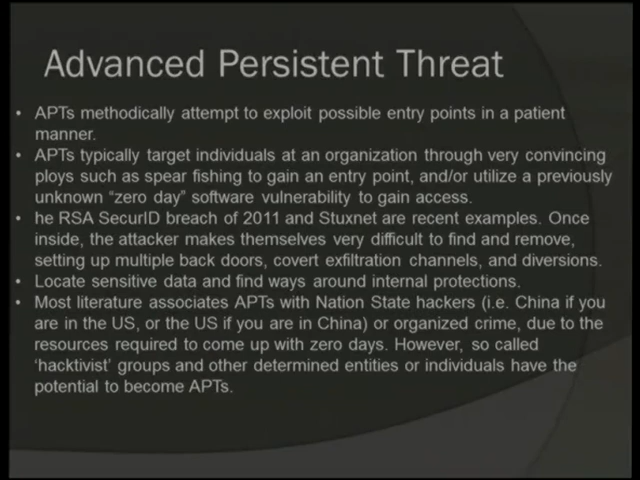 Advanced Persistent Threat
• APTs methodically attempt to exploit possible entry points in a patient
manner.
• APTs typically target individuals at an organization through very convincing
ploys such as spear fishing to gain an entry point, and/or utilize a previously
unknown “zero day” software vulnerability to gain access.
• he RSA SecurID breach of 2011 and Stuxnet are recent examples. Once
inside, the attacker makes themselves very difficult to find and remove,
setting up multiple back doors, covert exfiltration channels, and diversions.
• Locate sensitive data and find ways around internal protections.
• Most literature associates APTs with Nation State hackers (i.e. China if you
are in the US, or the US if you are in China) or organized crime, due to the
resources required to come up with zero days. However, so called
‘hacktivist’ groups and other determined entities or individuals have the
potential to become APTs.